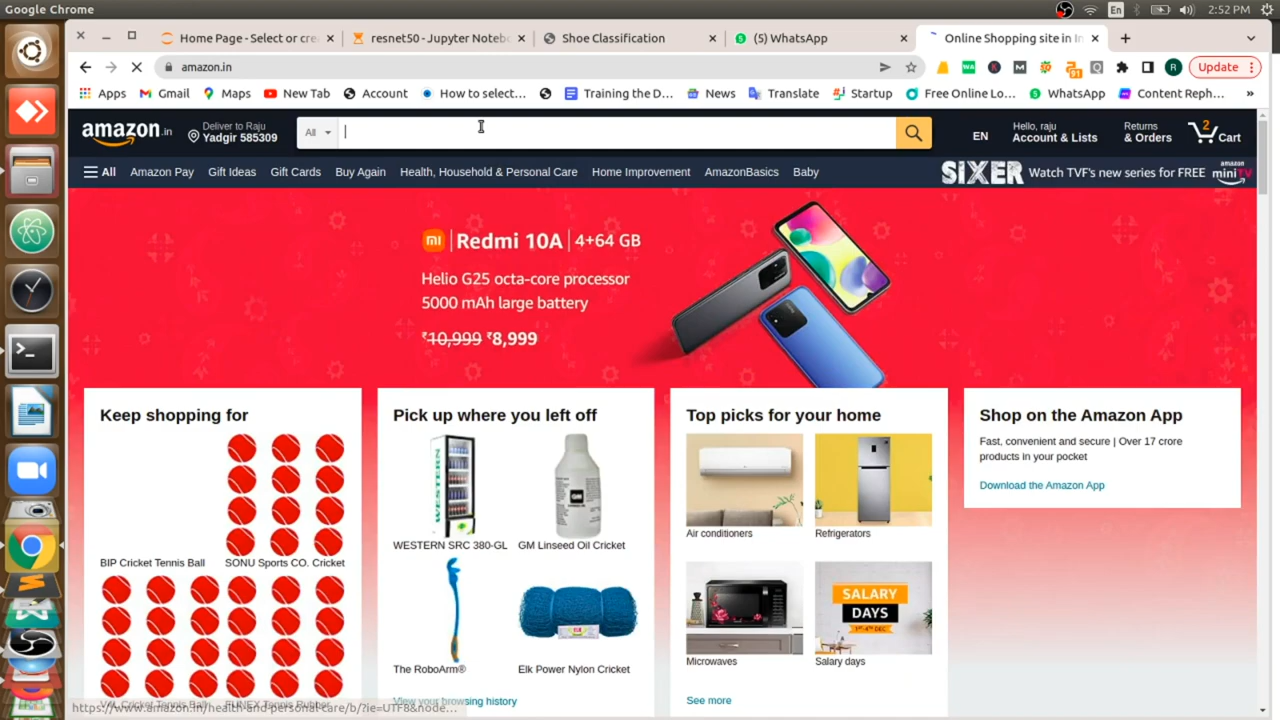 Google Chrome
En
2:52 PM
Home Page - Select or cre
resnet50 - Jupyter Notebo
Shoe Classification
(5) WhatsApp
Online Shopping site in In
amazon.in
91
R
Update
Apps
Gmail
Maps
New Tab
Account
How to select...
Training the D...
News
Translate
Startup
Free Online Lo...
WhatsApp
Content Reph...
»
amazon.in
Deliver to Raju
Yadgir 585309
All
EN
Hello, raju
Account & Lists
Returns
& Orders
2
Cart
All
Amazon Pay
Gift Ideas
Gift Cards
Buy Again
Health, Household & Personal Care
Home Improvement
AmazonBasics
Baby
SIXER Watch TVF's new series for FREE
amazon
miniTV
mi Redmi 10A 4+64 GB
Helio G25 octa-core processor
5000 mAh large battery
₹10,999 ₹8,999
Keep shopping for
BIP Cricket Tennis Ball
SONU Sports CO. Cricket
Pick up where you left off
WESTERN
GM
WESTERN SRC 380-GL
GM Linseed Oil Cricket
The RoboArm®
Elk Power Nylon Cricket
View your browsing history
Top picks for your home
Air conditioners
Refrigerators
SALARY
DAYS
Microwaves
Salary days
See more
Shop on the Amazon App
Fast, convenient and secure | Over 17 crore
products in your pocket
Download the Amazon App
https://www.amazon.in/health-and-personal-care/b/?ie=UTF8&node...